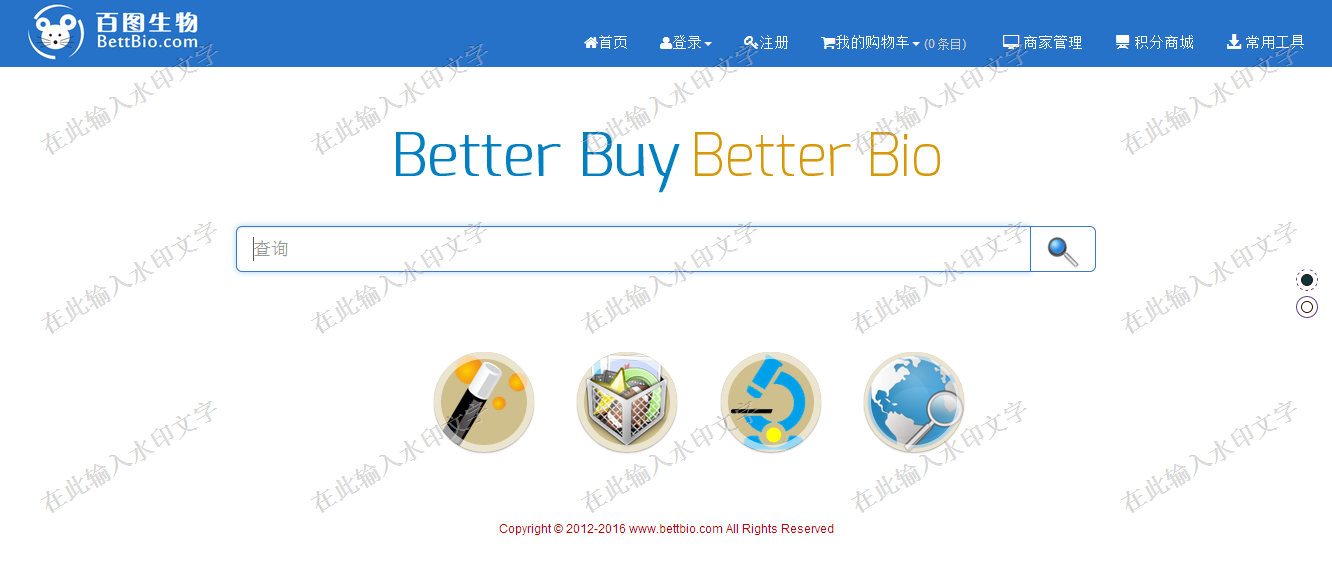 百图生物
BettBio.com
首页 登录 注册 我的购物车 (0 条目) 商家管理 积分商城 常用工具
在此输入水印文字 在此输入水印文字 在此输入水印文字 在此输入水印文字 在此输入水印文字
Better Buy Better Bio
查询
在此输入水印文字 在此输入水印文字 在此输入水印文字 在此输入水印文字 在此输入水印文字
在此输入水印文字 在此输入水印文字 在此输入水印文字 在此输入水印文字 在此输入水印文字
Copyright © 2012-2016 www.bettbio.com All Rights Reserved